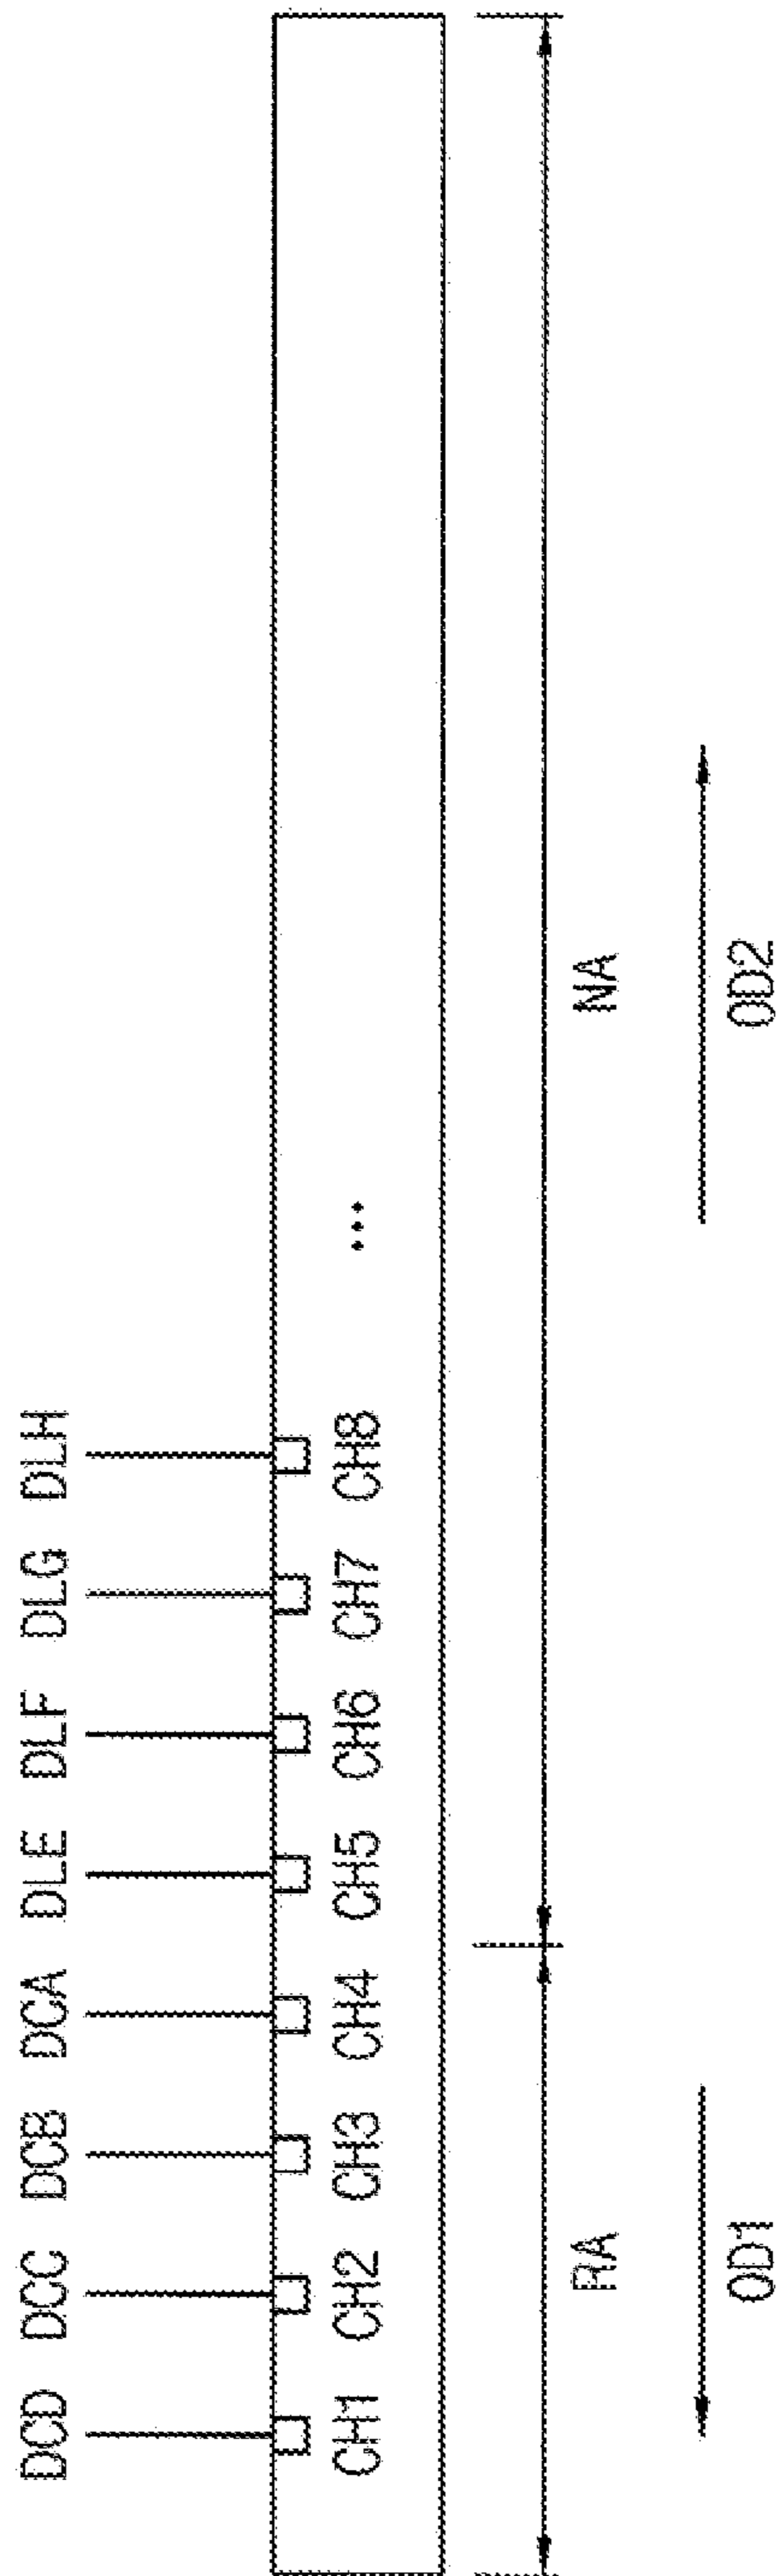 DCD DCC DCB DCA DLE DLF DLG DLH
CH1 CH2 CH3 CH4 CH5 CH6 CH7 CH8 ...
RA NA
OD1 OD2